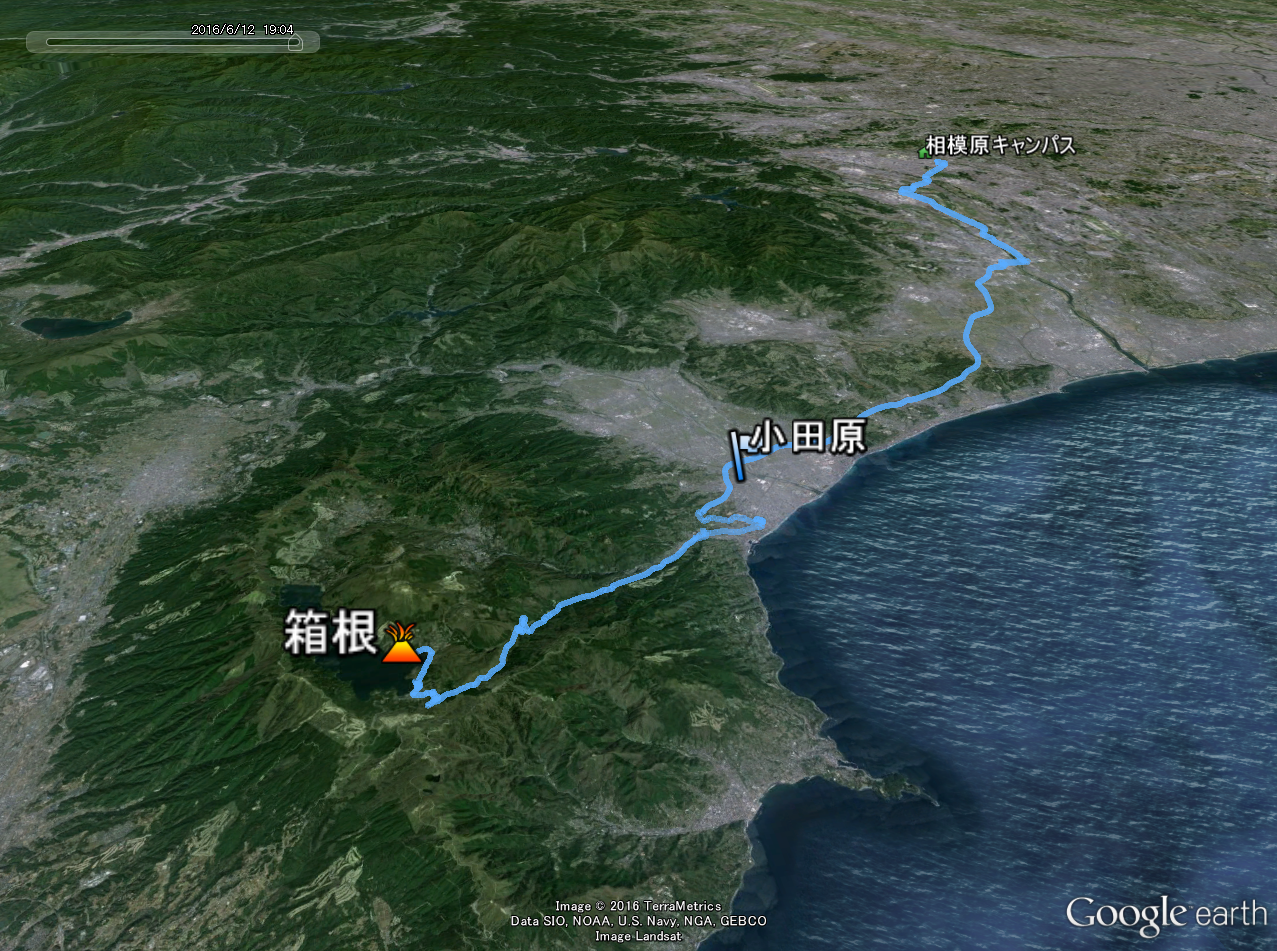 2016/6/12 19:04
相模原キャンパス
小田原
箱根
Image © 2016 TerraMetrics
Data SIO, NOAA, U.S. Navy, NGA, GEBCO
Image Landsat
Google earth